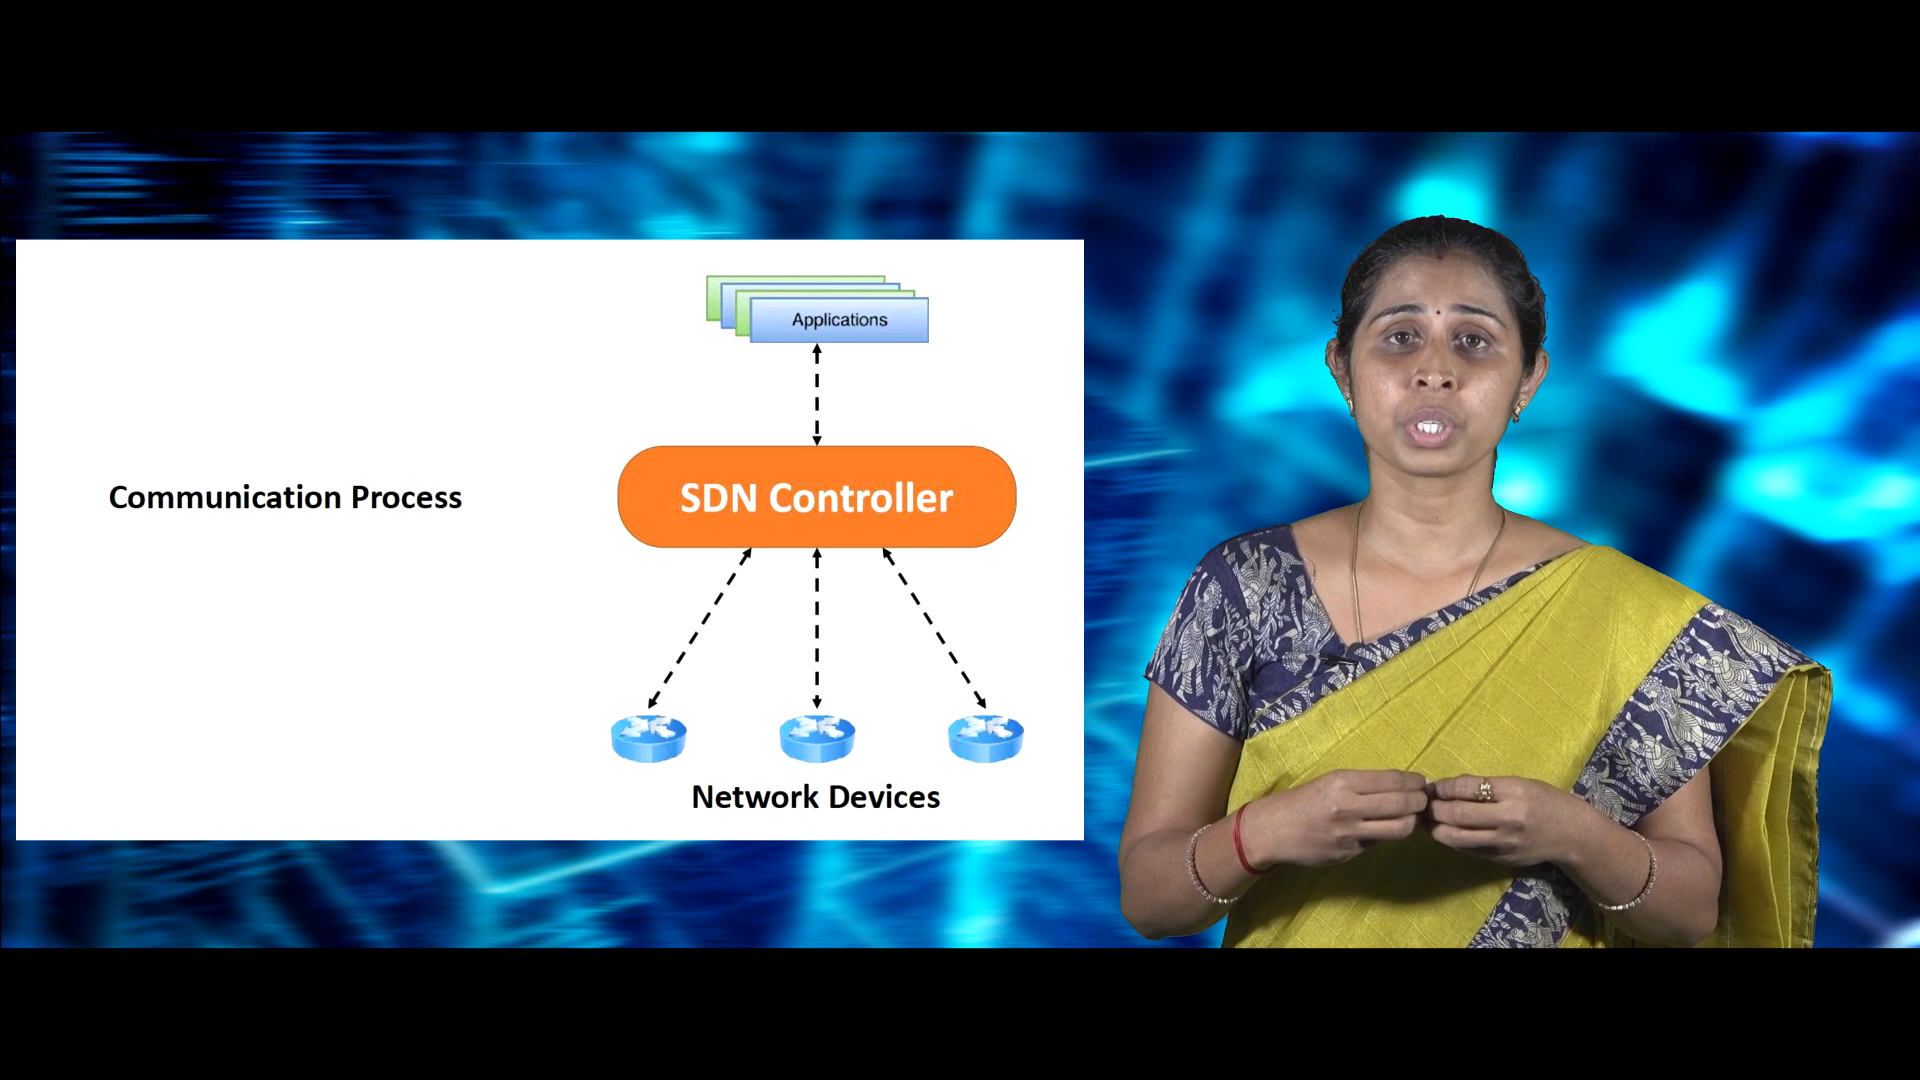 Applications
Communication Process
SDN Controller
Network Devices